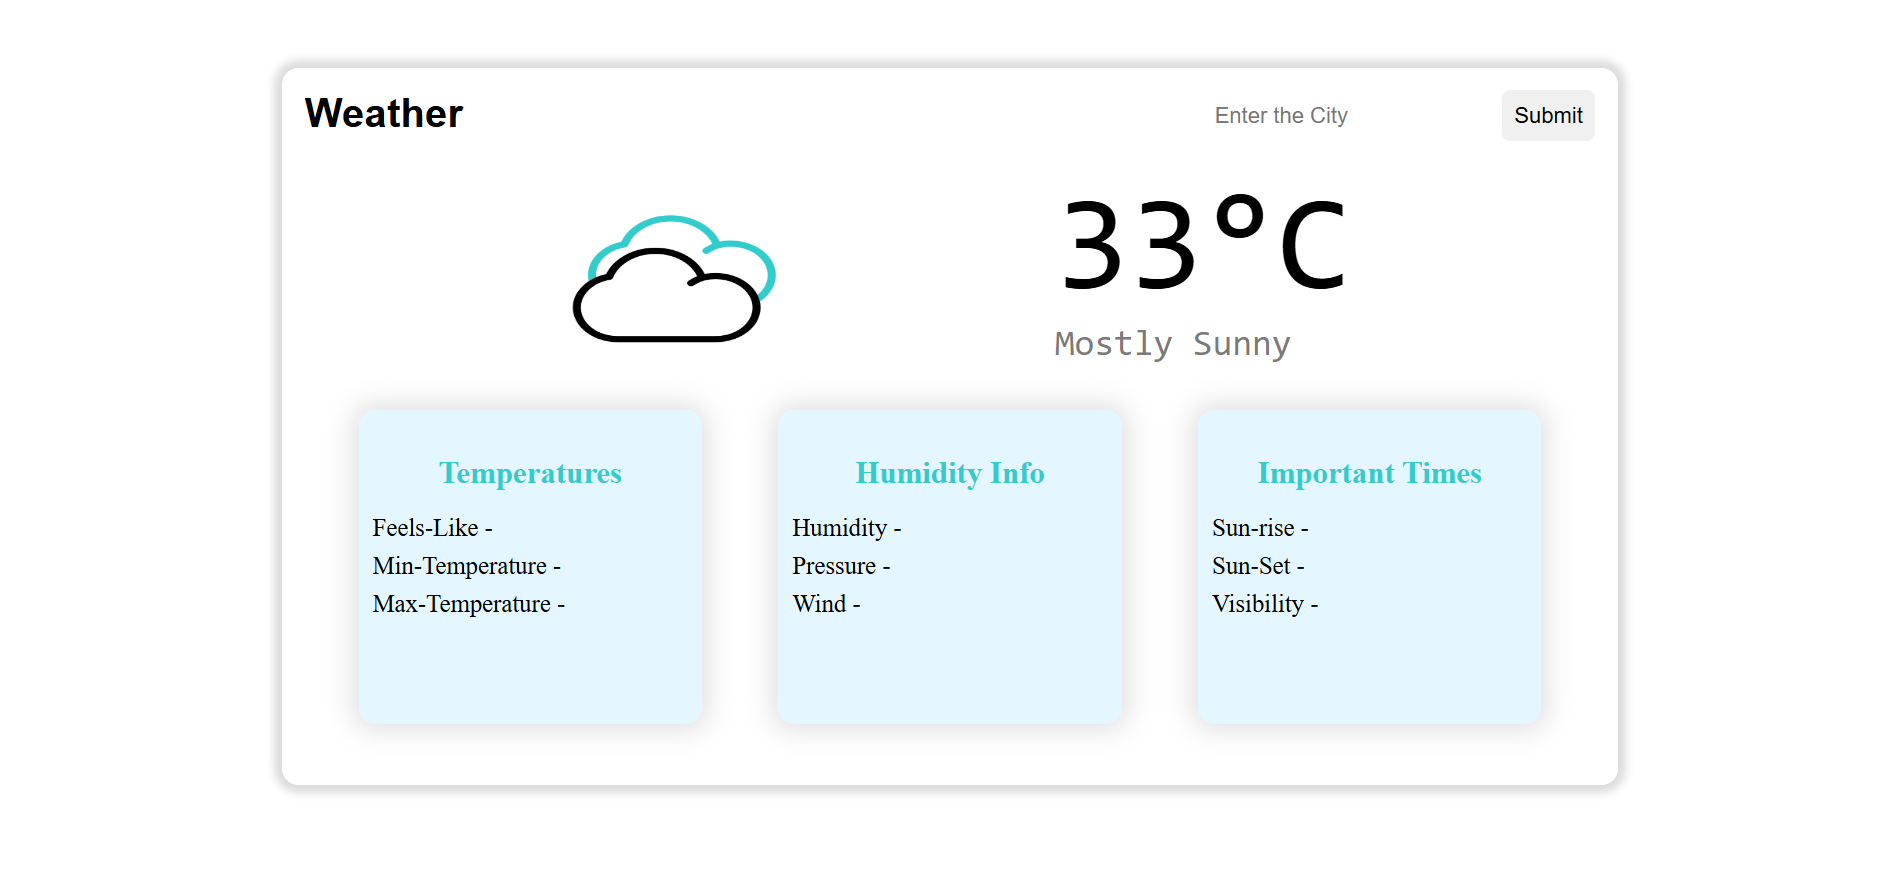 Weather
Enter the City
Submit
33°C
Mostly Sunny
Temperatures
Feels-Like -
Min-Temperature -
Max-Temperature -
Humidity Info
Humidity -
Pressure -
Wind -
Important Times
Sun-rise -
Sun-Set -
Visibility -